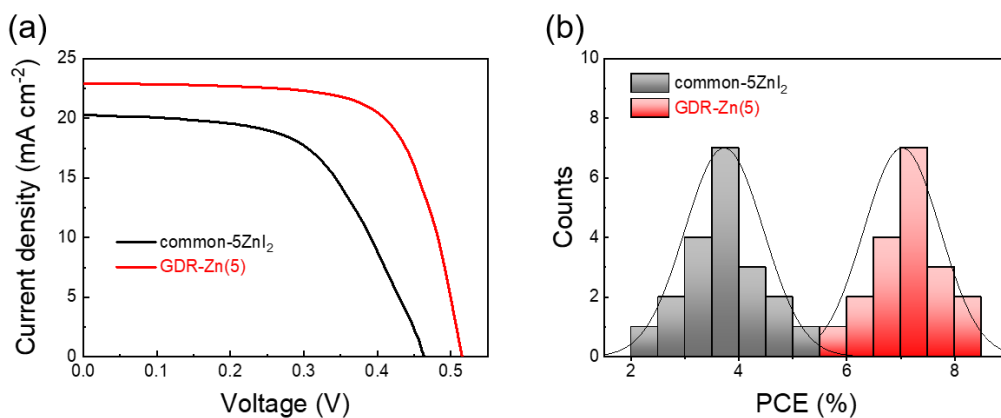 (a)
Current density (mA cm⁻²)
25
20
15
10
5
0
common-5ZnI₂
GDR-Zn(5)
0.0 0.1 0.2 0.3 0.4 0.5
Voltage (V)
(b)
Counts
10
8
6
4
2
0
common-5ZnI₂
GDR-Zn(5)
2 4 6 8
PCE (%)